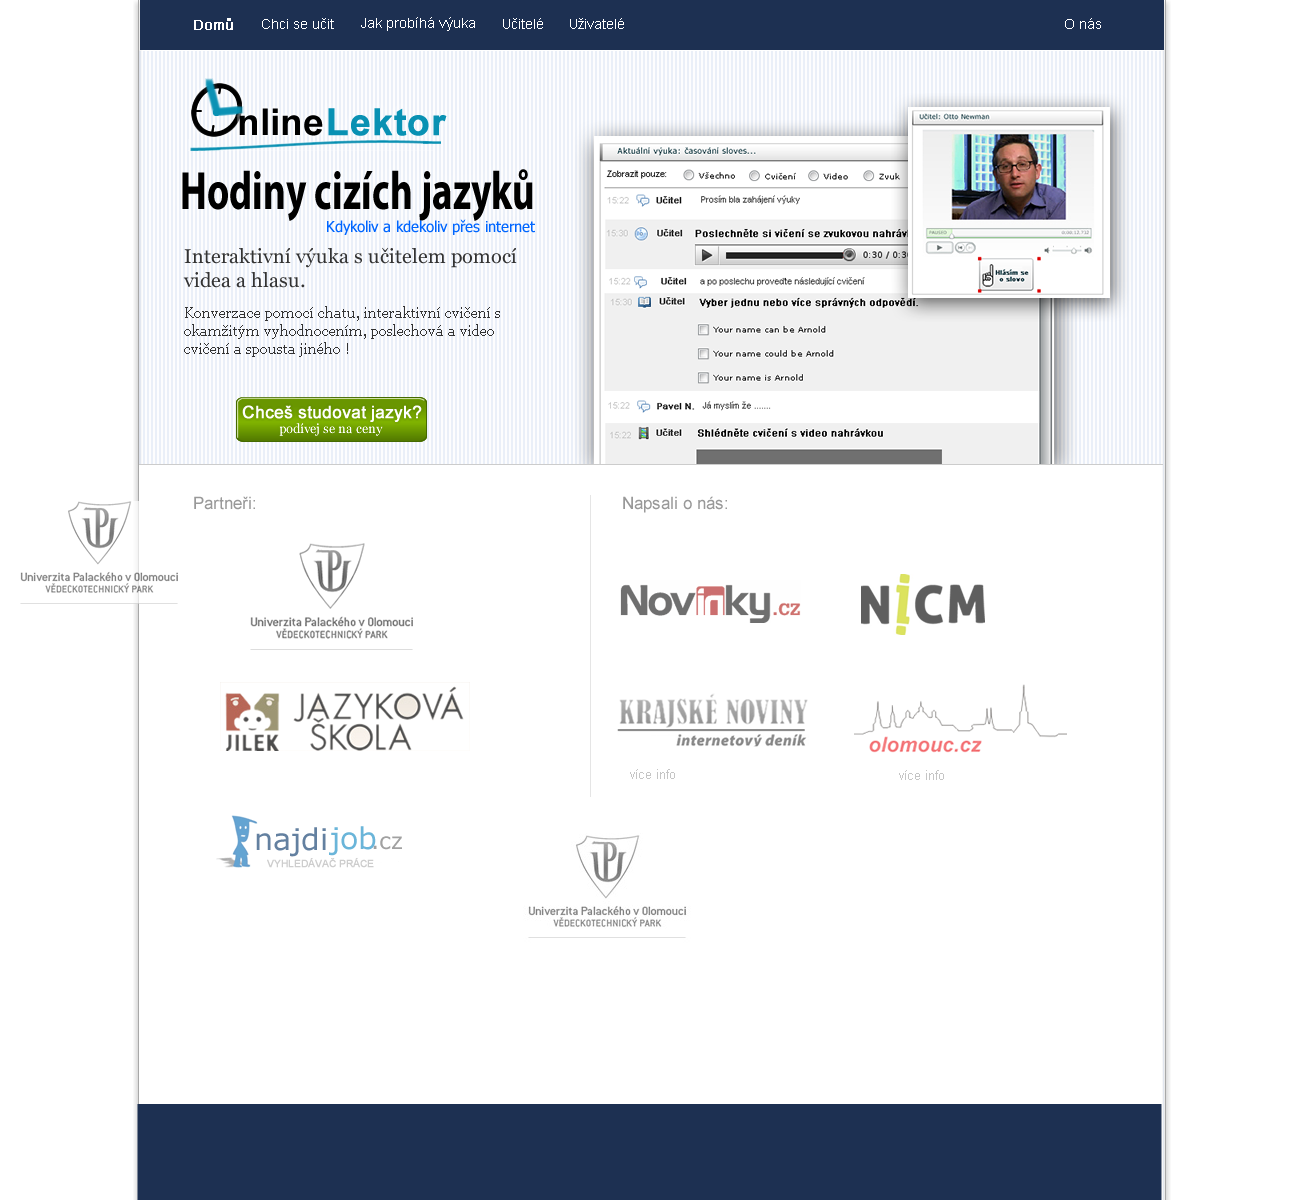 Domů
Chci se učit
Jak probíhá výuka
Učitelé
Uživatelé
O nás
OnlineLektor
Hodiny cizích jazyků
Kdykoliv a kdekoliv přes internet
Interaktivní výuka s učitelem pomocí
videa a hlasu.
Konverzace pomocí chatu, interaktivní cvičení s
okamžitým vyhodnocením, poslechová a video
cvičení a spousta jiného !
Chceš studovat jazyk?
podívej se na ceny
Aktuální výuka: časování sloves...
Zobrazit pouze:
Všechno
Cvičení
Video
Zvuk
15:22 Učitel Prosím bla zahájení výuky
15:30 Učitel Poslechněte si vičení se zvukovou nahráv
0:30 / 0:3
15:22 Učitel a po poslechu proveďte následující cvičení
15:30 Učitel Vyber jednu nebo více správných odpovědí.
Your name can be Arnold
Your name could be Arnold
Your name is Arnold
15:22 Pavel N. Já myslím že .......
15:22 Učitel Shlédněte cvičení s video nahrávkou
Učitel: Otto Newman
Hlásím se
o slovo
Partneři:
Univerzita Palackého v Olomouci
VĚDECKOTECHNICKÝ PARK
Univerzita Palackého v Olomouci
VĚDECKOTECHNICKÝ PARK
JILEK
JAZYKOVÁ
ŠKOLA
najdijob.cz
VYHLEDÁVAČ PRÁCE
Univerzita Palackého v Olomouci
VĚDECKOTECHNICKÝ PARK
Napsali o nás:
Novinky.cz
NiCM
KRAJSKÉ NOVINY
internetový deník
více info
olomouc.cz
více info